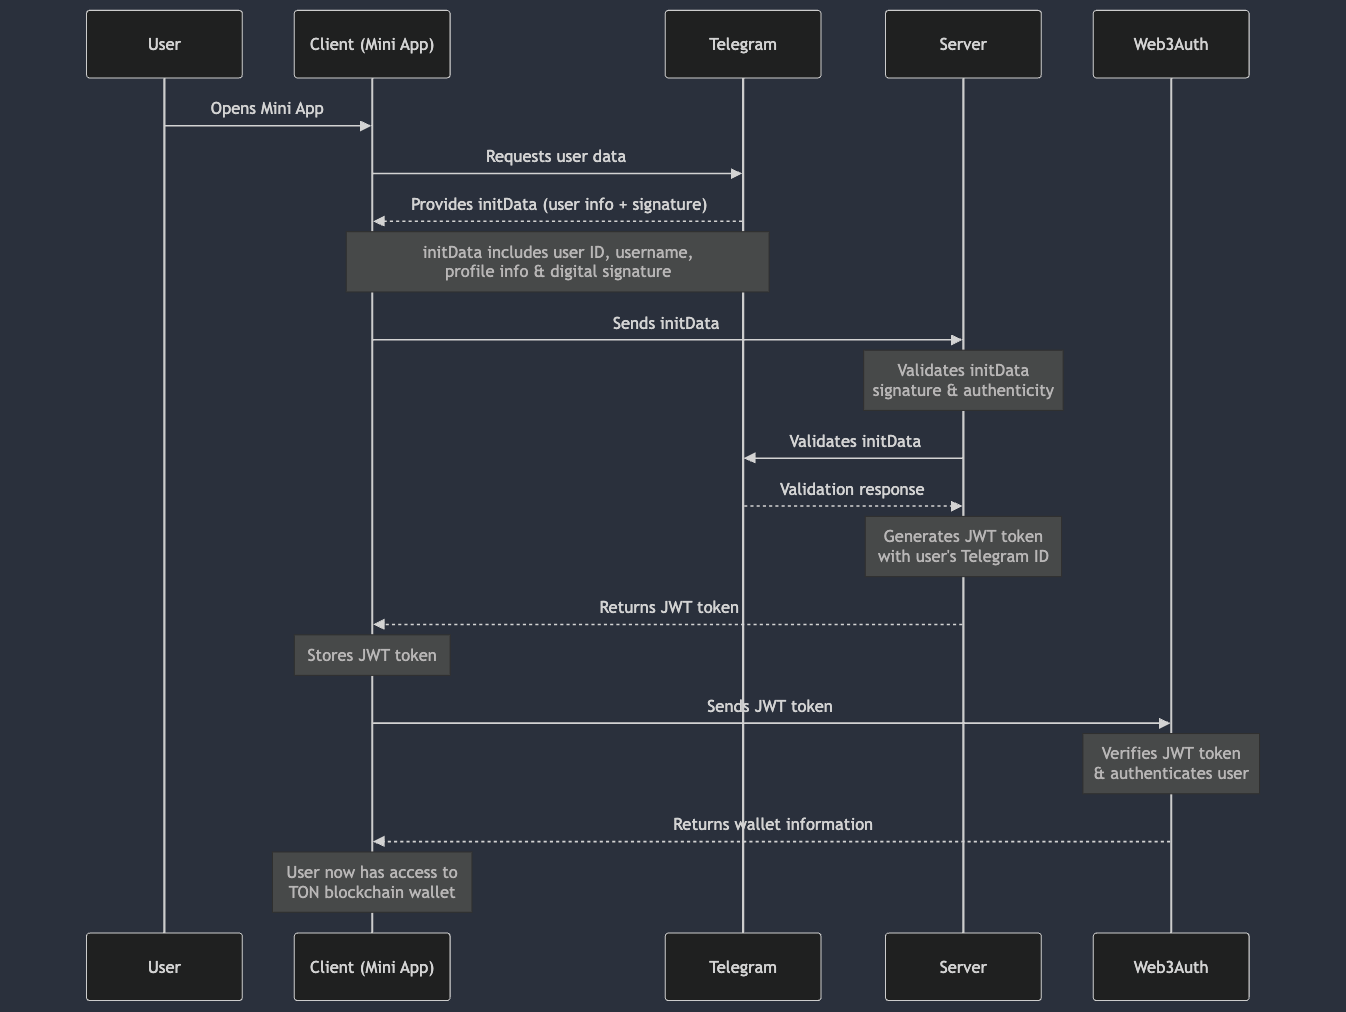 User
Client (Mini App)
Telegram
Server
Web3Auth
Opens Mini App
Requests user data
Provides initData (user info + signature)
initData includes user ID, username,
profile info & digital signature
Sends initData
Validates initData
signature & authenticity
Validates initData
Validation response
Generates JWT token
with user's Telegram ID
Returns JWT token
Stores JWT token
Sends JWT token
Verifies JWT token
& authenticates user
Returns wallet information
User now has access to
TON blockchain wallet
User
Client (Mini App)
Telegram
Server
Web3Auth